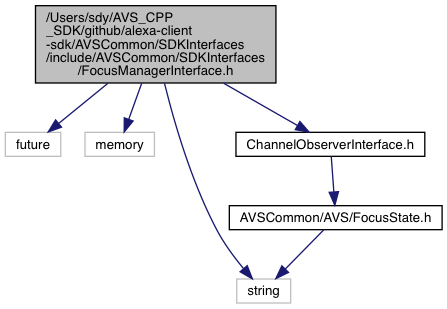 /Users/sdy/AVS_CPP
_SDK/github/alexa-client
-sdk/AVSCommon/SDKInterfaces
/include/AVSCommon/SDKInterfaces
/FocusManagerInterface.h
future
memory
ChannelObserverInterface.h
AVSCommon/AVS/FocusState.h
string